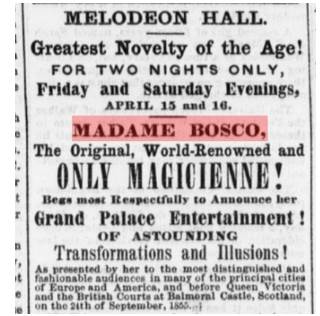 MELODEON HALL.
Greatest Novelty of the Age!
FOR TWO NIGHTS ONLY,
Friday and Saturday Evenings,
APRIL 15 and 16.
MADAME BOSCO,
The Original, World-Renowned and
ONLY MAGICIENNE!
Begs most Respectfully to Announce her
Grand Palace Entertainment!
OF ASTOUNDING
Transformations and Illusions!
As presented by her to the most distinguished and
fashionable audiences in many of the principal cities
of Europe and America, and before Queen Victoria
and the British Courts at Balmoral Castle, Scotland,
on the 24th of September, 1855.